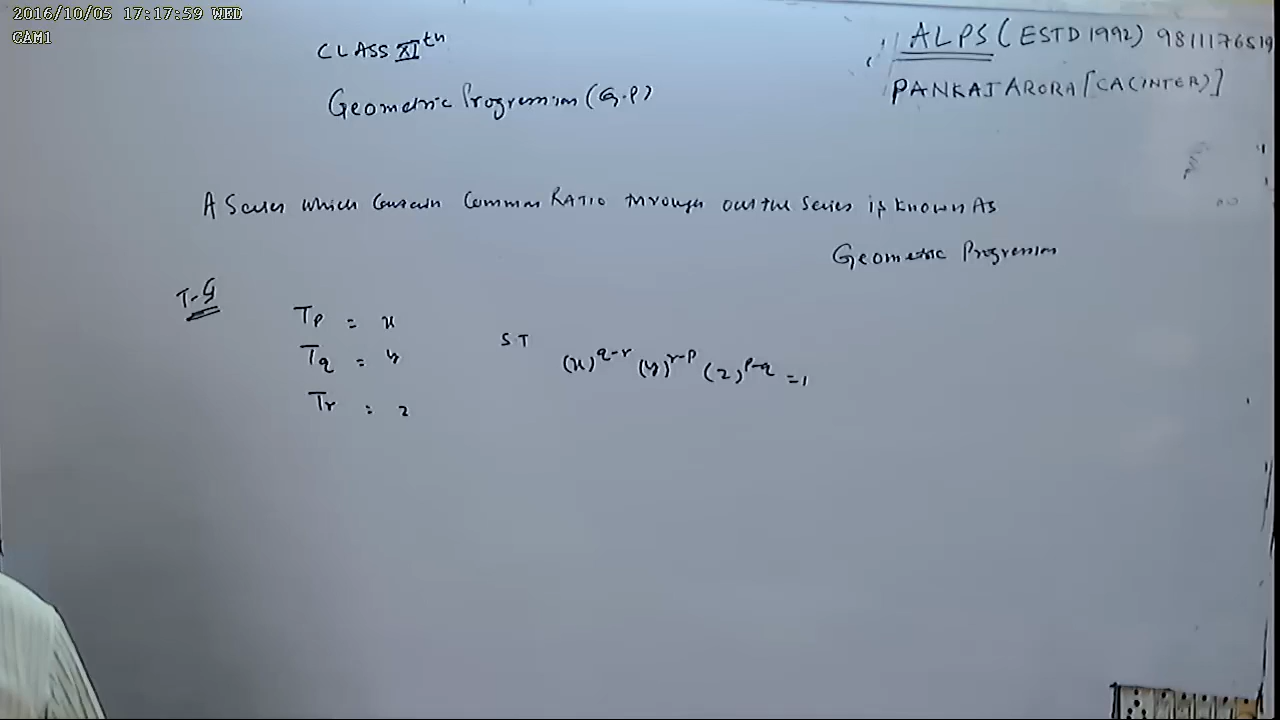 2016/10/05 17:17:59 WED
CAM1
CLASS XIth
Geometric Progression (G.P)
ALPS (ESTD 1992) 9811176519
PANKAJ ARORA [CA(INTER)]
A Series which Contain Common RATIO through out the Series is known As
Geometric Progression
T-9
Tp = x
Tq = y
Tr = z
ST
(x)^q-r (y)^r-p (z)^p-q = 1